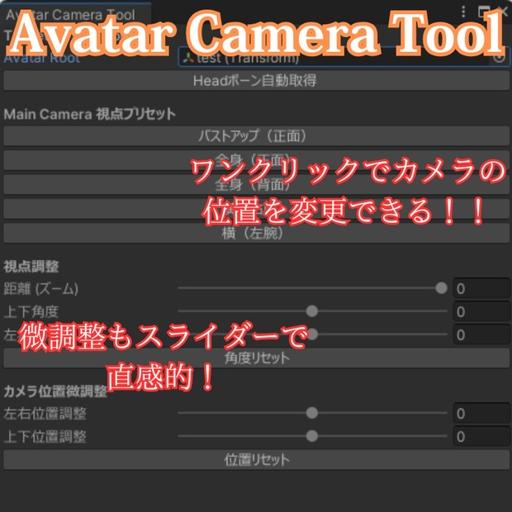 Avatar Camera Tool
Avatar Camera Tool
Avatar Root
test (Transform)
Headボーン自動取得
Main Camera 視点プリセット
バストアップ（正面）
全身（正面）
ワンクリックでカメラの
全身（背面）
位置を変更できる！！
横（左腕）
視点調整
距離 (ズーム) 0
上下角度 0
左 0
微調整もスライダーで
角度リセット
直感的！
カメラ位置微調整
左右位置調整 0
上下位置調整 0
位置リセット